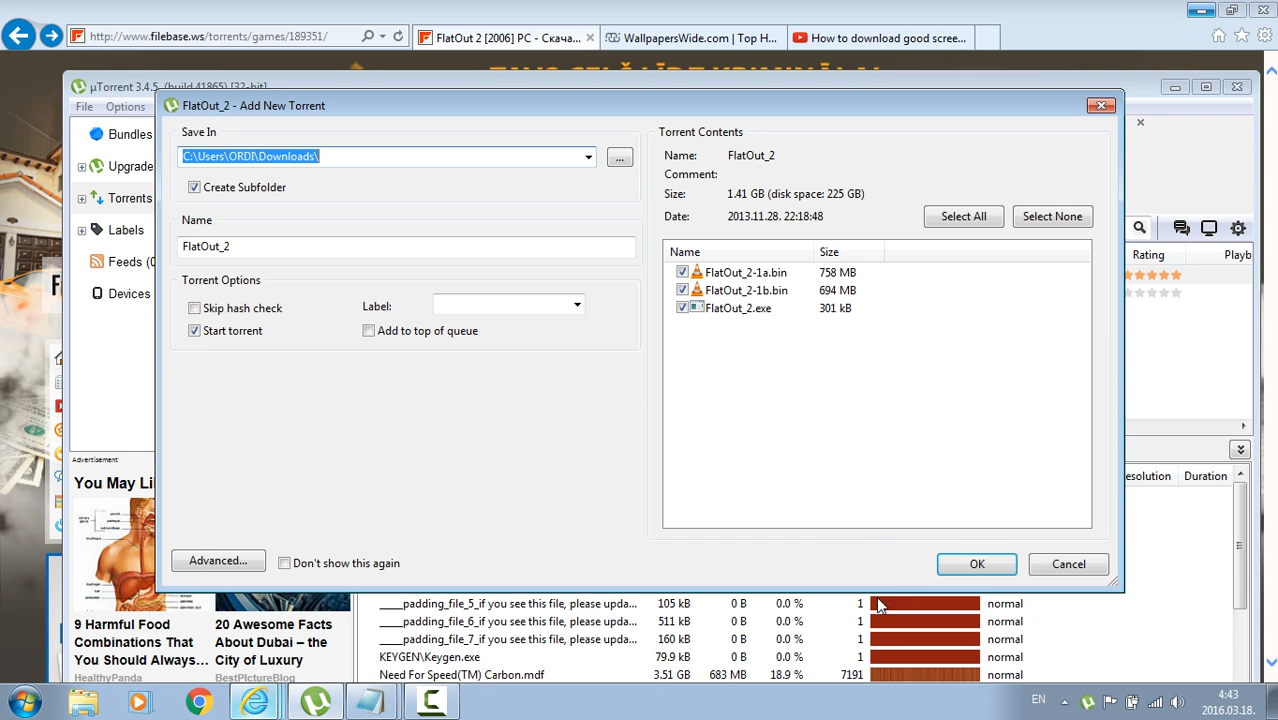 http://www.filebase.ws/torrents/games/189351/
FlatOut 2 [2006] PC - Скача...
WallpapersWide.com | Top H...
How to download good scree...
µTorrent 3.4.5 (build 41865) [32-bit]
File Options
Bundles
Upgrade
Torrents
Labels
Feeds (0
Devices
FlatOut_2 - Add New Torrent
Save In
C:\Users\ORDI\Downloads\
...
Create Subfolder
Name
FlatOut_2
Torrent Options
Skip hash check
Label:
Start torrent
Add to top of queue
Advanced...
Don't show this again
Torrent Contents
Name: FlatOut_2
Comment:
Size: 1.41 GB (disk space: 225 GB)
Date: 2013.11.28. 22:18:48
Select All
Select None
Name Size
FlatOut_2-1a.bin 758 MB
FlatOut_2-1b.bin 694 MB
FlatOut_2.exe 301 kB
OK
Cancel
Rating Playb
esolution Duration
Advertisement
You May Li
9 Harmful Food
Combinations That
You Should Always...
HealthyPanda
20 Awesome Facts
About Dubai – the
City of Luxury
BestPictureBlog
____padding_file_5_if you see this file, please upda... 105 kB 0 B 0.0 % 1 normal
____padding_file_6_if you see this file, please upda... 511 kB 0 B 0.0 % 1 normal
____padding_file_7_if you see this file, please upda... 160 kB 0 B 0.0 % 1 normal
KEYGEN\Keygen.exe 79.9 kB 0 B 0.0 % 1 normal
Need For Speed(TM) Carbon.mdf 3.51 GB 683 MB 18.9 % 7191 normal
EN
4:43
2016.03.18.